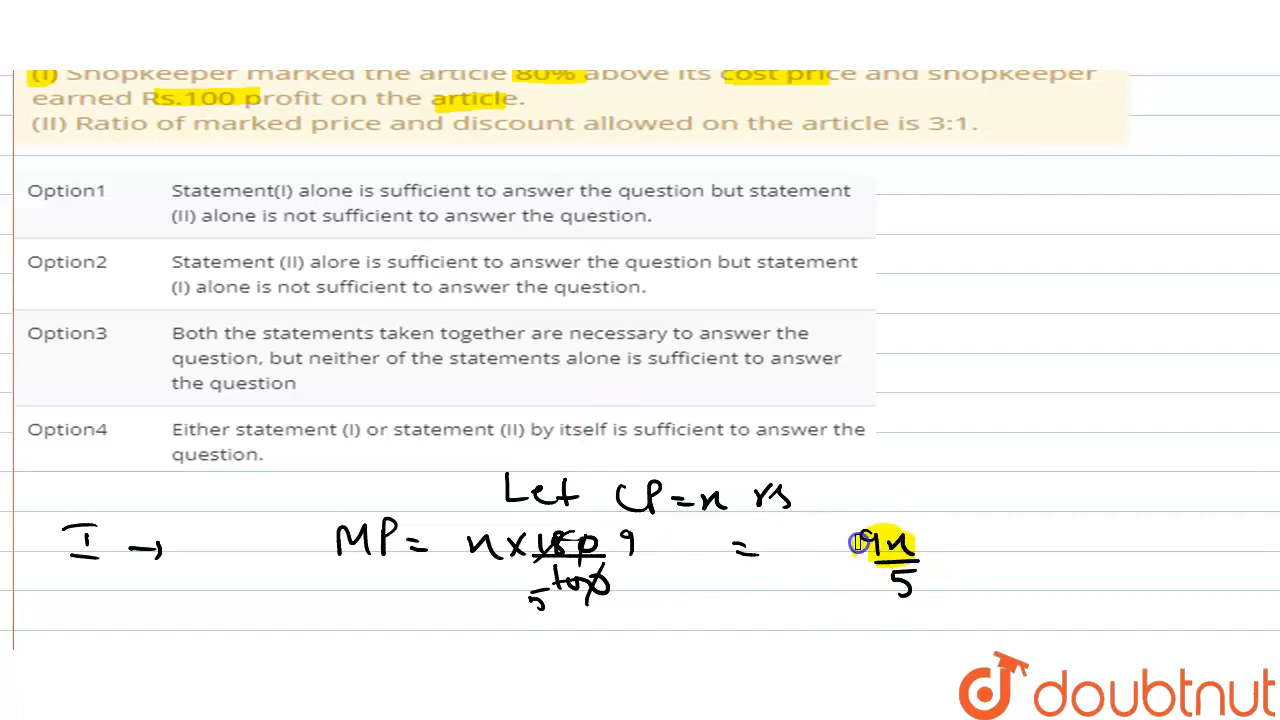 (I) Shopkeeper marked the article 80% above its cost price and shopkeeper
earned Rs.100 profit on the article.
(II) Ratio of marked price and discount allowed on the article is 3:1.
Option1 Statement(I) alone is sufficient to answer the question but statement
(II) alone is not sufficient to answer the question.
Option2 Statement (II) alore is sufficient to answer the question but statement
(I) alone is not sufficient to answer the question.
Option3 Both the statements taken together are necessary to answer the
question, but neither of the statements alone is sufficient to answer
the question
Option4 Either statement (I) or statement (II) by itself is sufficient to answer the
question.
Let CP = x rs
I → MP = x × 180/100 9 = 9x/5
5
doubtnut